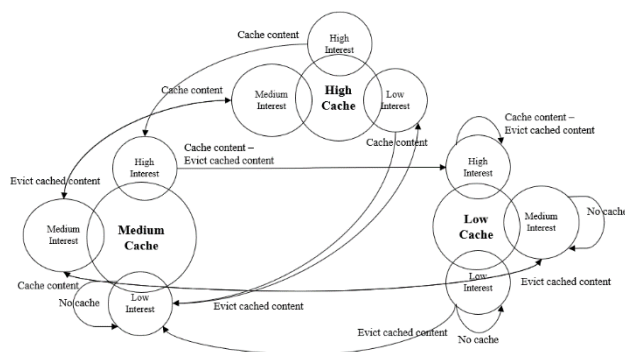 Cache content
High
Interest
Cache content
Medium
Interest
High
Cache
Low
Interest
Cache content
Cache content –
Evict cached content
High
Interest
Cache content –
Evict cached content
High
Interest
Evict cached content
Medium
Interest
Medium
Cache
Low
Cache
Medium
Interest
No cache
Cache content
No cache
Low
Interest
Evict cached content
Low
Interest
Evict cached content
Evict cached content
No cache